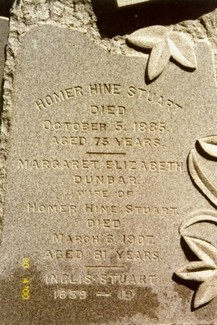 HOMER HINE STUART
DIED
OCTOBER 5, 1885
AGED 75 YEARS
MARGARET ELIZABETH
DUNBAR
WIFE OF
HOMER HINE STUART
DIED
MARCH 6, 1907
AGED 81 YEARS
INGLIS STUART
1859 –